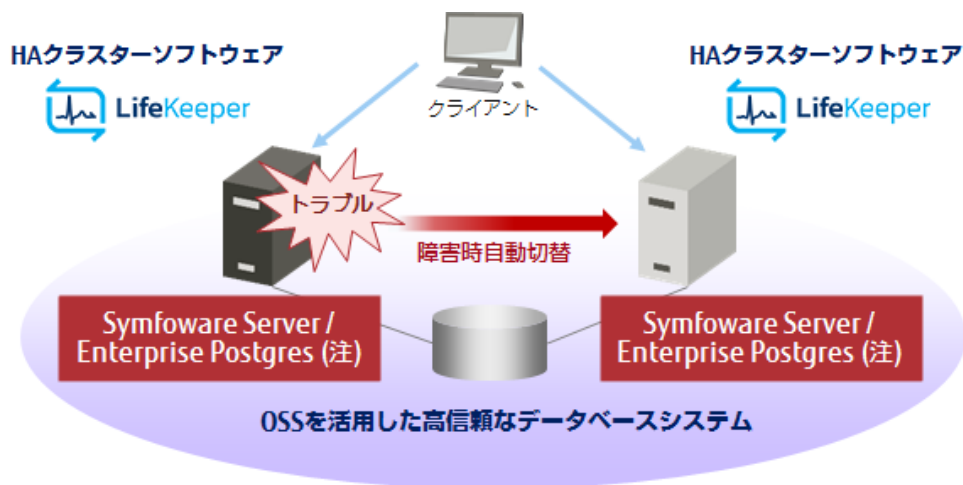 HAクラスターソフトウェア
LifeKeeper
クライアント
HAクラスターソフトウェア
LifeKeeper
トラブル
障害時自動切替
Symfoware Server /
Enterprise Postgres (注)
Symfoware Server /
Enterprise Postgres (注)
OSSを活用した高信頼なデータベースシステム